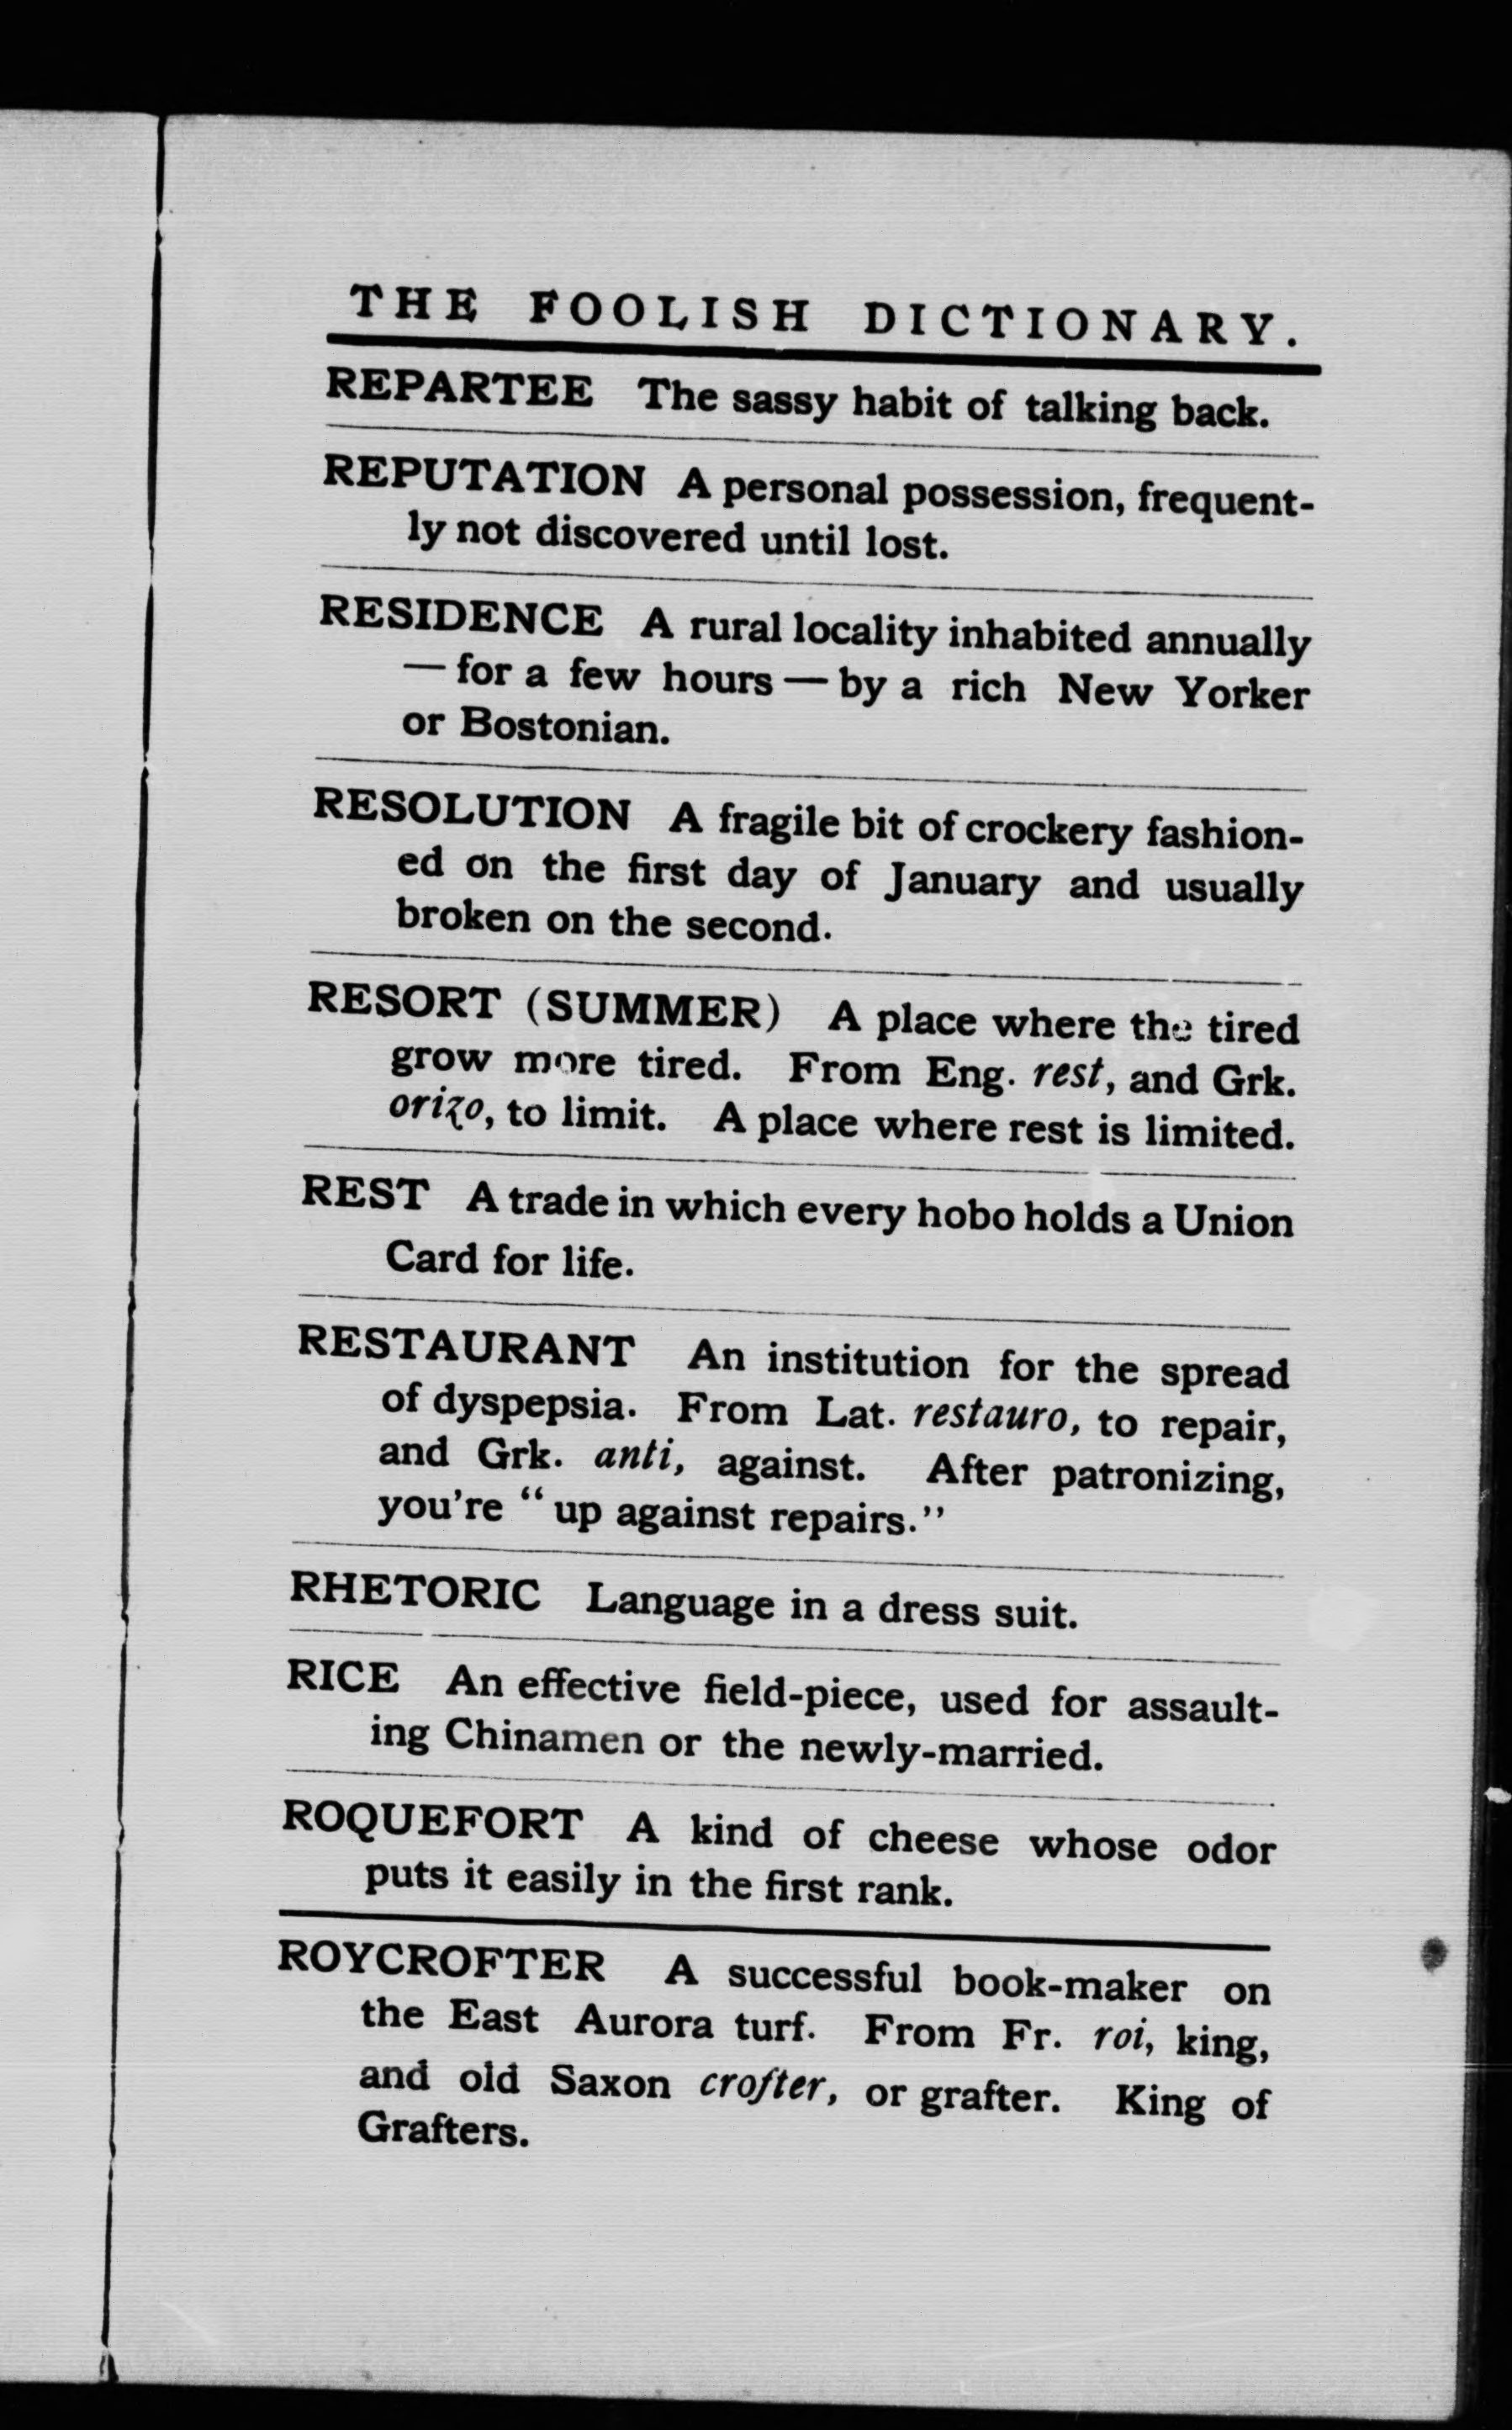 THE FOOLISH DICTIONARY.
REPARTEE The sassy habit of talking back.
REPUTATION A personal possession, frequent-
ly not discovered until lost.
RESIDENCE A rural locality inhabited annually
— for a few hours — by a rich New Yorker
or Bostonian.
RESOLUTION A fragile bit of crockery fashion-
ed on the first day of January and usually
broken on the second.
RESORT (SUMMER) A place where the tired
grow more tired. From Eng. rest, and Grk.
orizo, to limit. A place where rest is limited.
REST A trade in which every hobo holds a Union
Card for life.
RESTAURANT An institution for the spread
of dyspepsia. From Lat. restauro, to repair,
and Grk. anti, against. After patronizing,
you're “up against repairs.”
RHETORIC Language in a dress suit.
RICE An effective field-piece, used for assault-
ing Chinamen or the newly-married.
ROQUEFORT A kind of cheese whose odor
puts it easily in the first rank.
ROYCROFTER A successful book-maker on
the East Aurora turf. From Fr. roi, king,
and old Saxon crofter, or grafter. King of
Grafters.